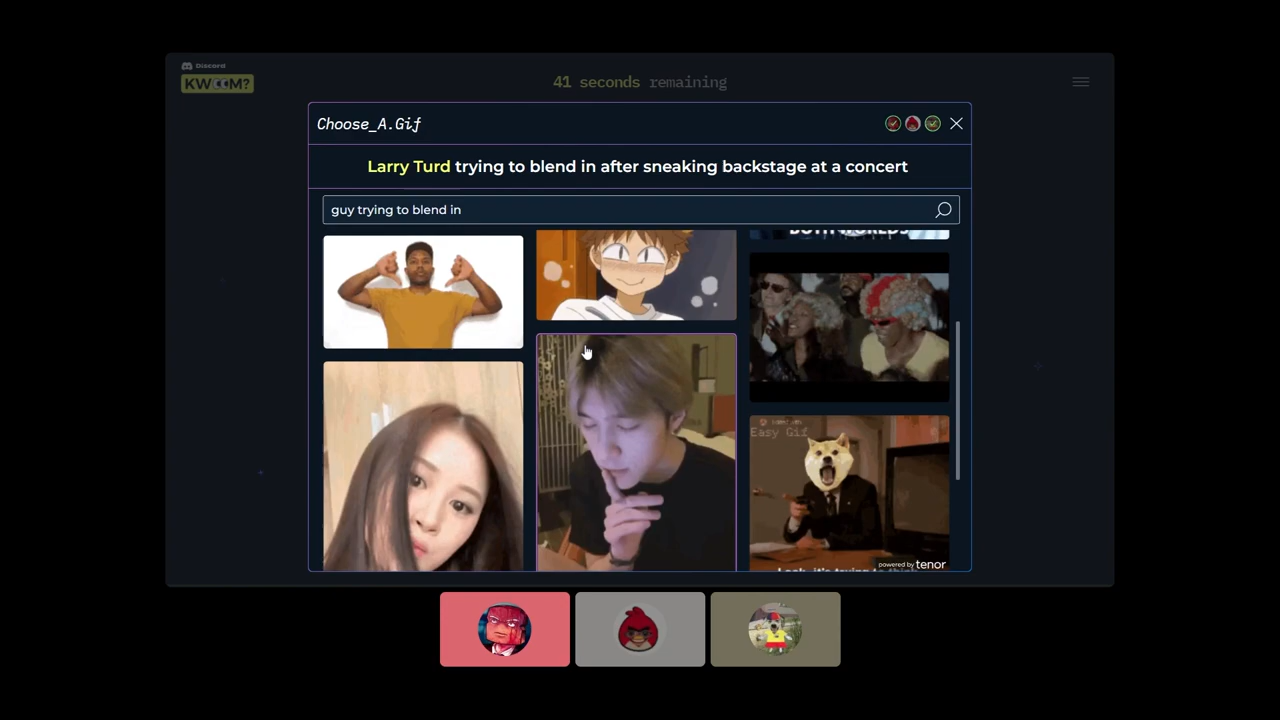 Discord
KWOOM?
41 seconds remaining
Choose_A.Gif
Larry Turd trying to blend in after sneaking backstage at a concert
guy trying to blend in
Easy Gif
powered by tenor